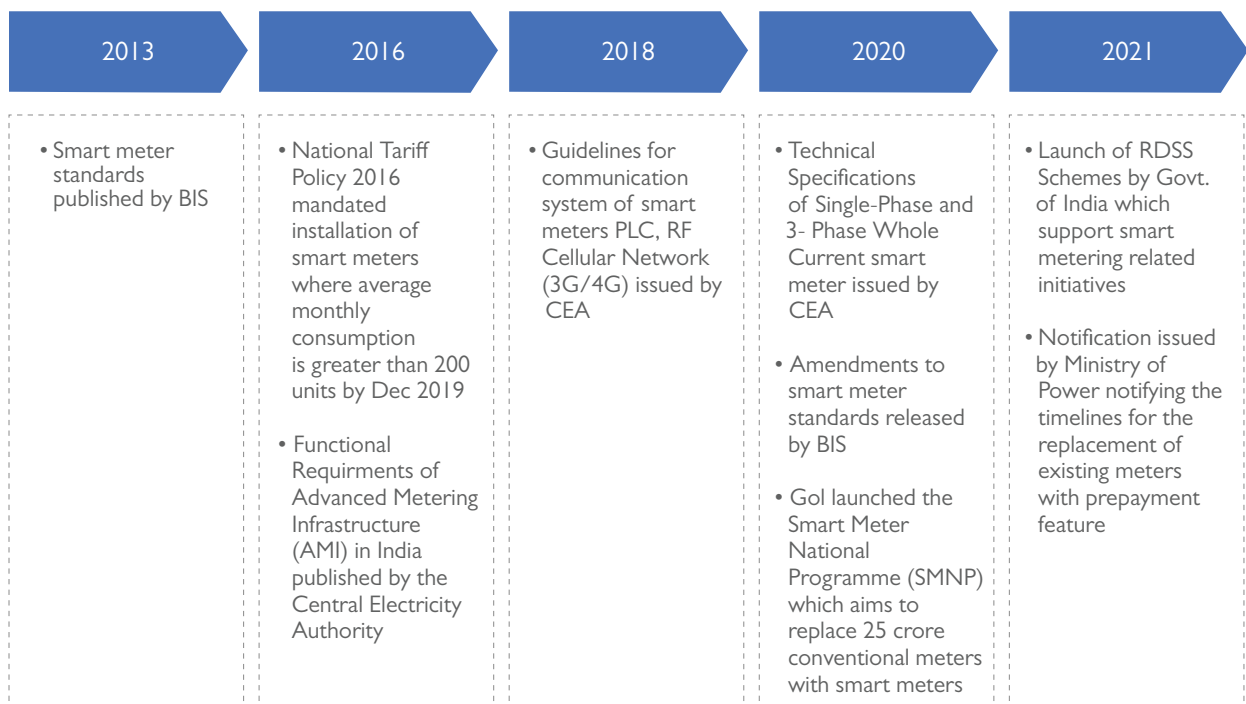 2013
2016
2018
2020
2021
• Smart meter
standards
published by BIS
• National Tariff
Policy 2016
mandated
installation of
smart meters
where average
monthly
consumption
is greater than 200
units by Dec 2019
• Functional
Requirments of
Advanced Metering
Infrastructure
(AMI) in India
published by the
Central Electricity
Authority
• Guidelines for
communication
system of smart
meters PLC, RF
Cellular Network
(3G/4G) issued by
CEA
• Technical
Specifications
of Single-Phase and
3- Phase Whole
Current smart
meter issued by
CEA
• Amendments to
smart meter
standards released
by BIS
• GoI launched the
Smart Meter
National
Programme (SMNP)
which aims to
replace 25 crore
conventional meters
with smart meters
• Launch of RDSS
Schemes by Govt.
of India which
support smart
metering related
initiatives
• Notification issued
by Ministry of
Power notifying the
timelines for the
replacement of
existing meters
with prepayment
feature